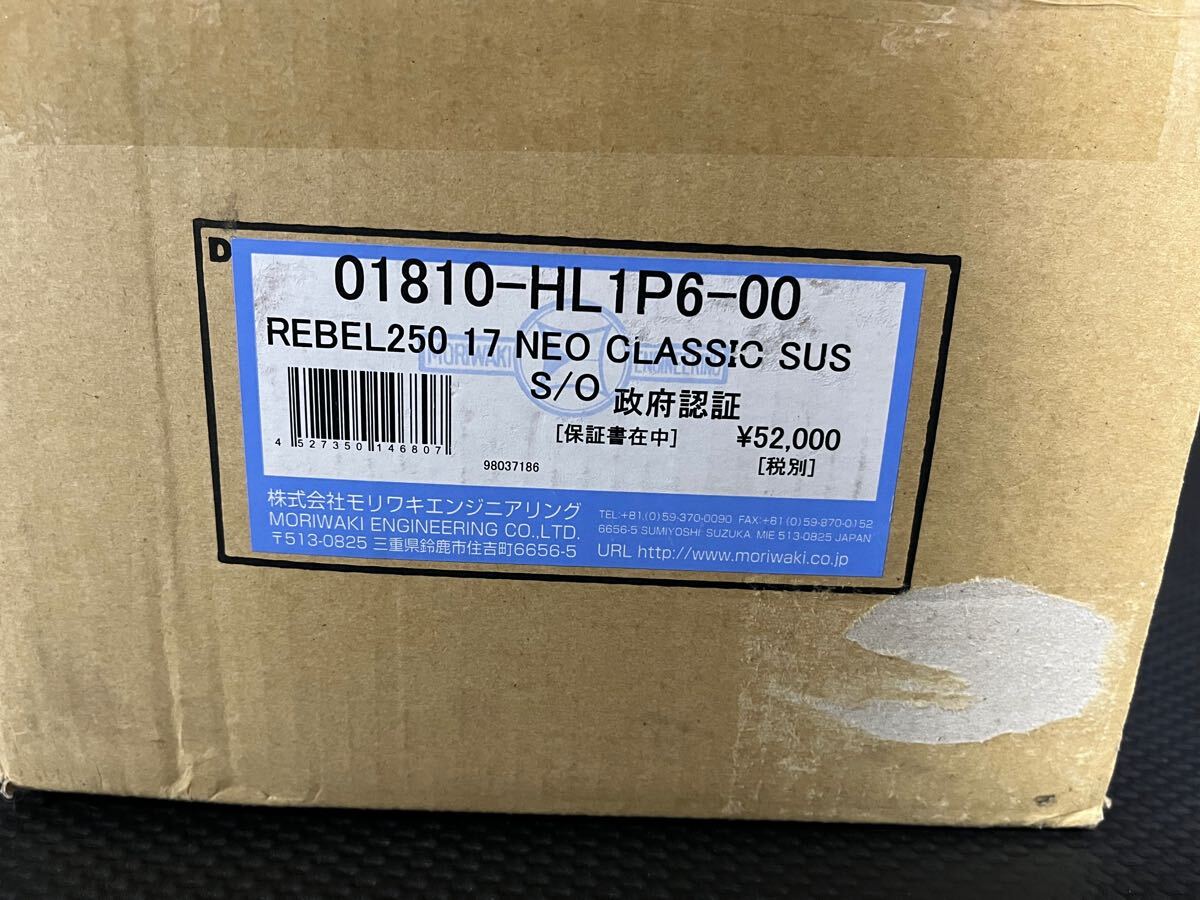 D
01810-HL1P6-00
REBEL250 17 NEO CLASSIC SUS
S/O 政府認証
MORIWAKI ENGINEERING
4 527350 146807
[保証書在中] ¥52,000
98037186 [税別]
株式会社モリワキエンジニアリング
MORIWAKI ENGINEERING CO.,LTD.
〒513-0825 三重県鈴鹿市住吉町6656-5
TEL:+81.(0)59-370-0090 FAX:+81(0)59-870-0152
6656-5 SUMIYOSHI SUZUKA. MIE 513-0825 JAPAN
URL http://www.moriwaki.co.jp